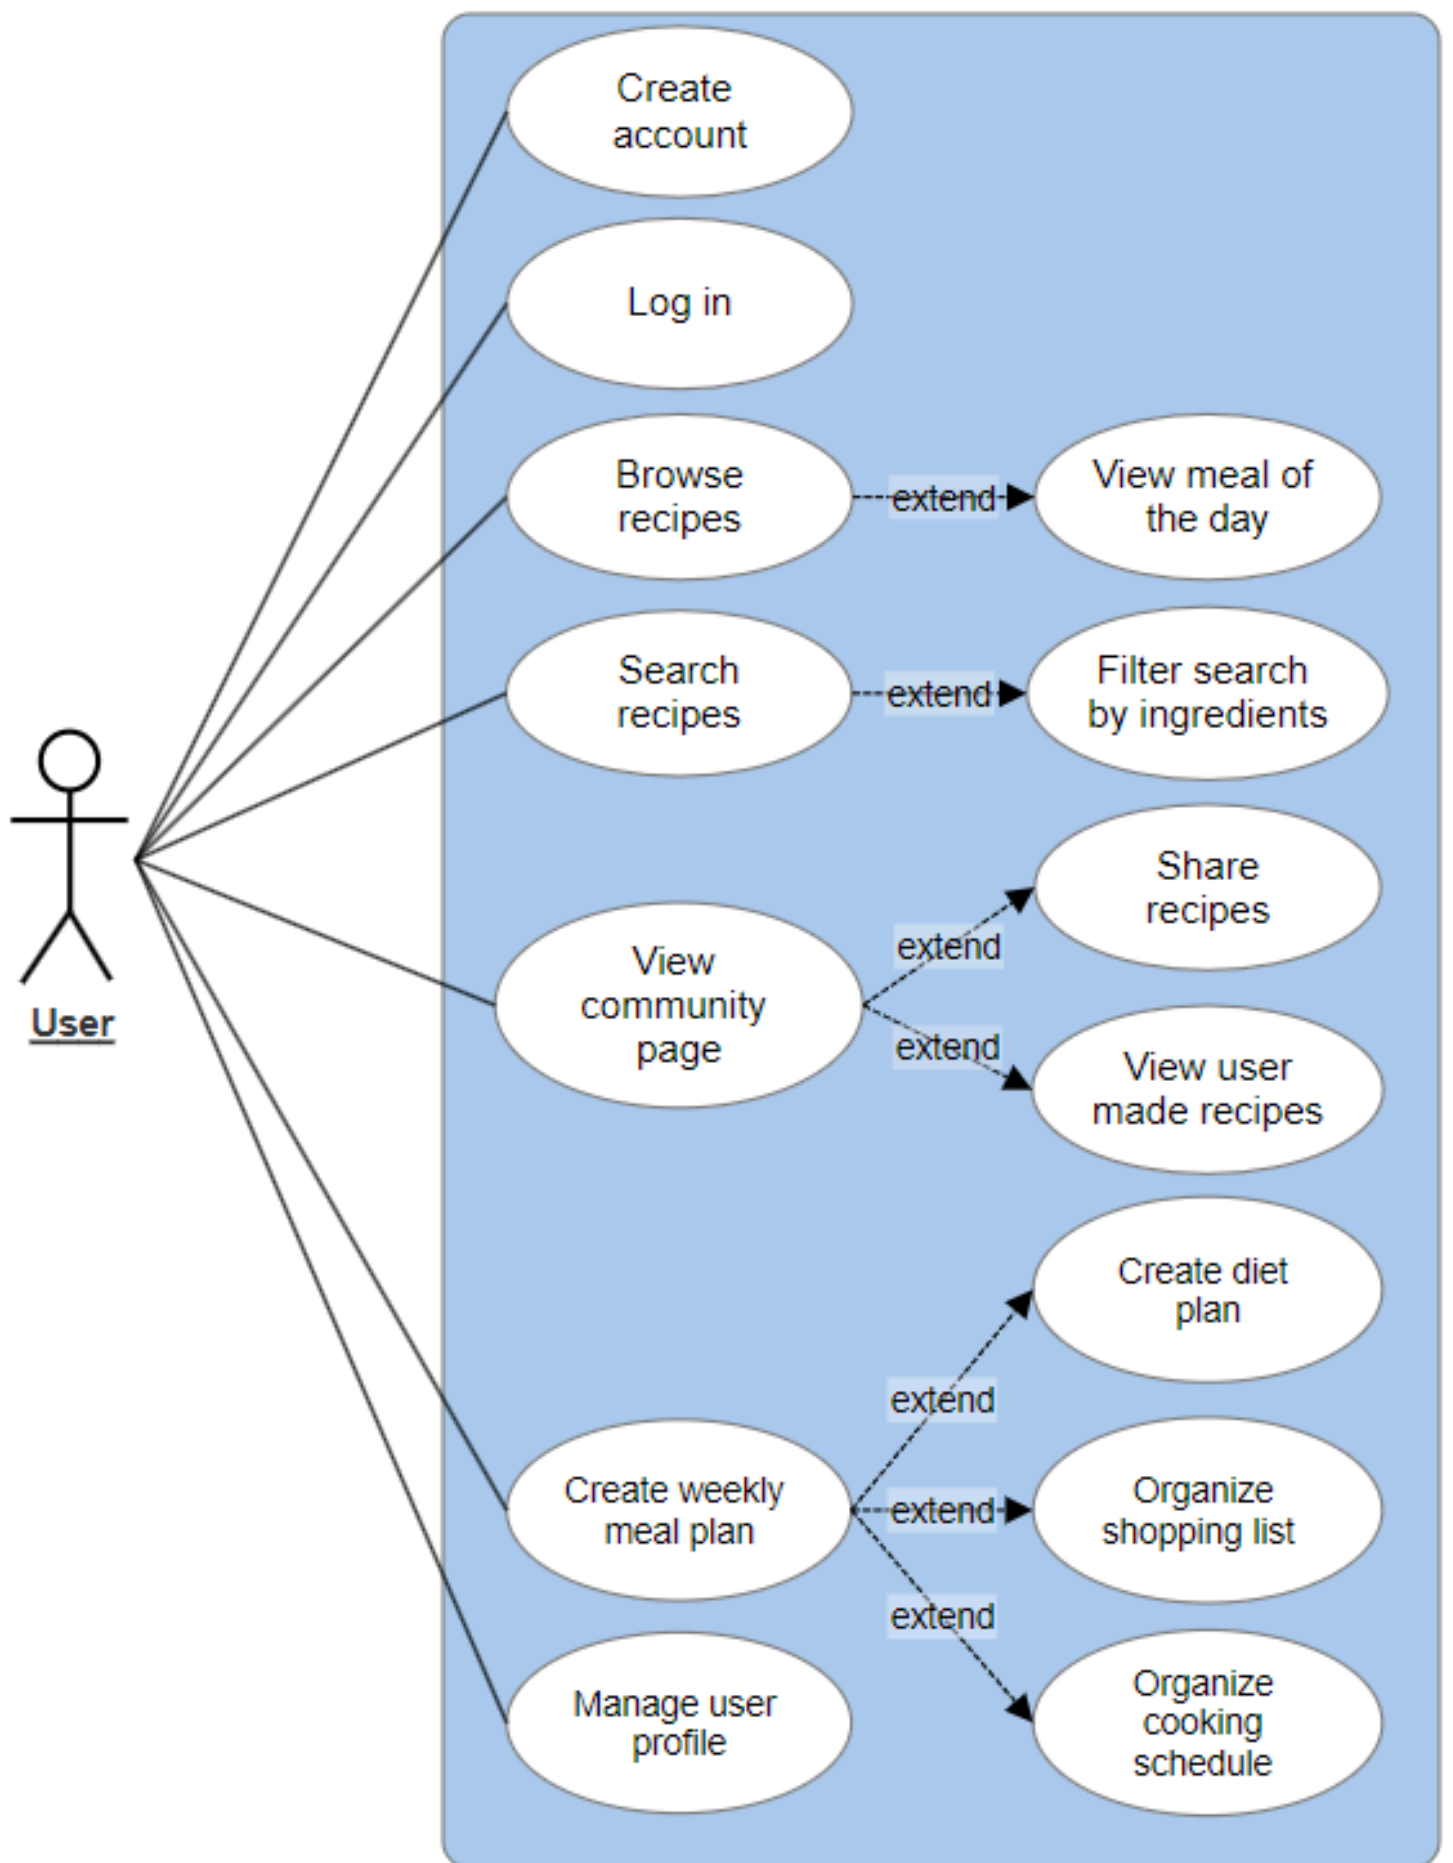 Create
account
Log in
Browse
recipes
extend
View meal of
the day
Search
recipes
extend
Filter search
by ingredients
User
View
community
page
extend
Share
recipes
extend
View user
made recipes
Create weekly
meal plan
extend
Create diet
plan
extend
Organize
shopping list
extend
Organize
cooking
schedule
Manage user
profile